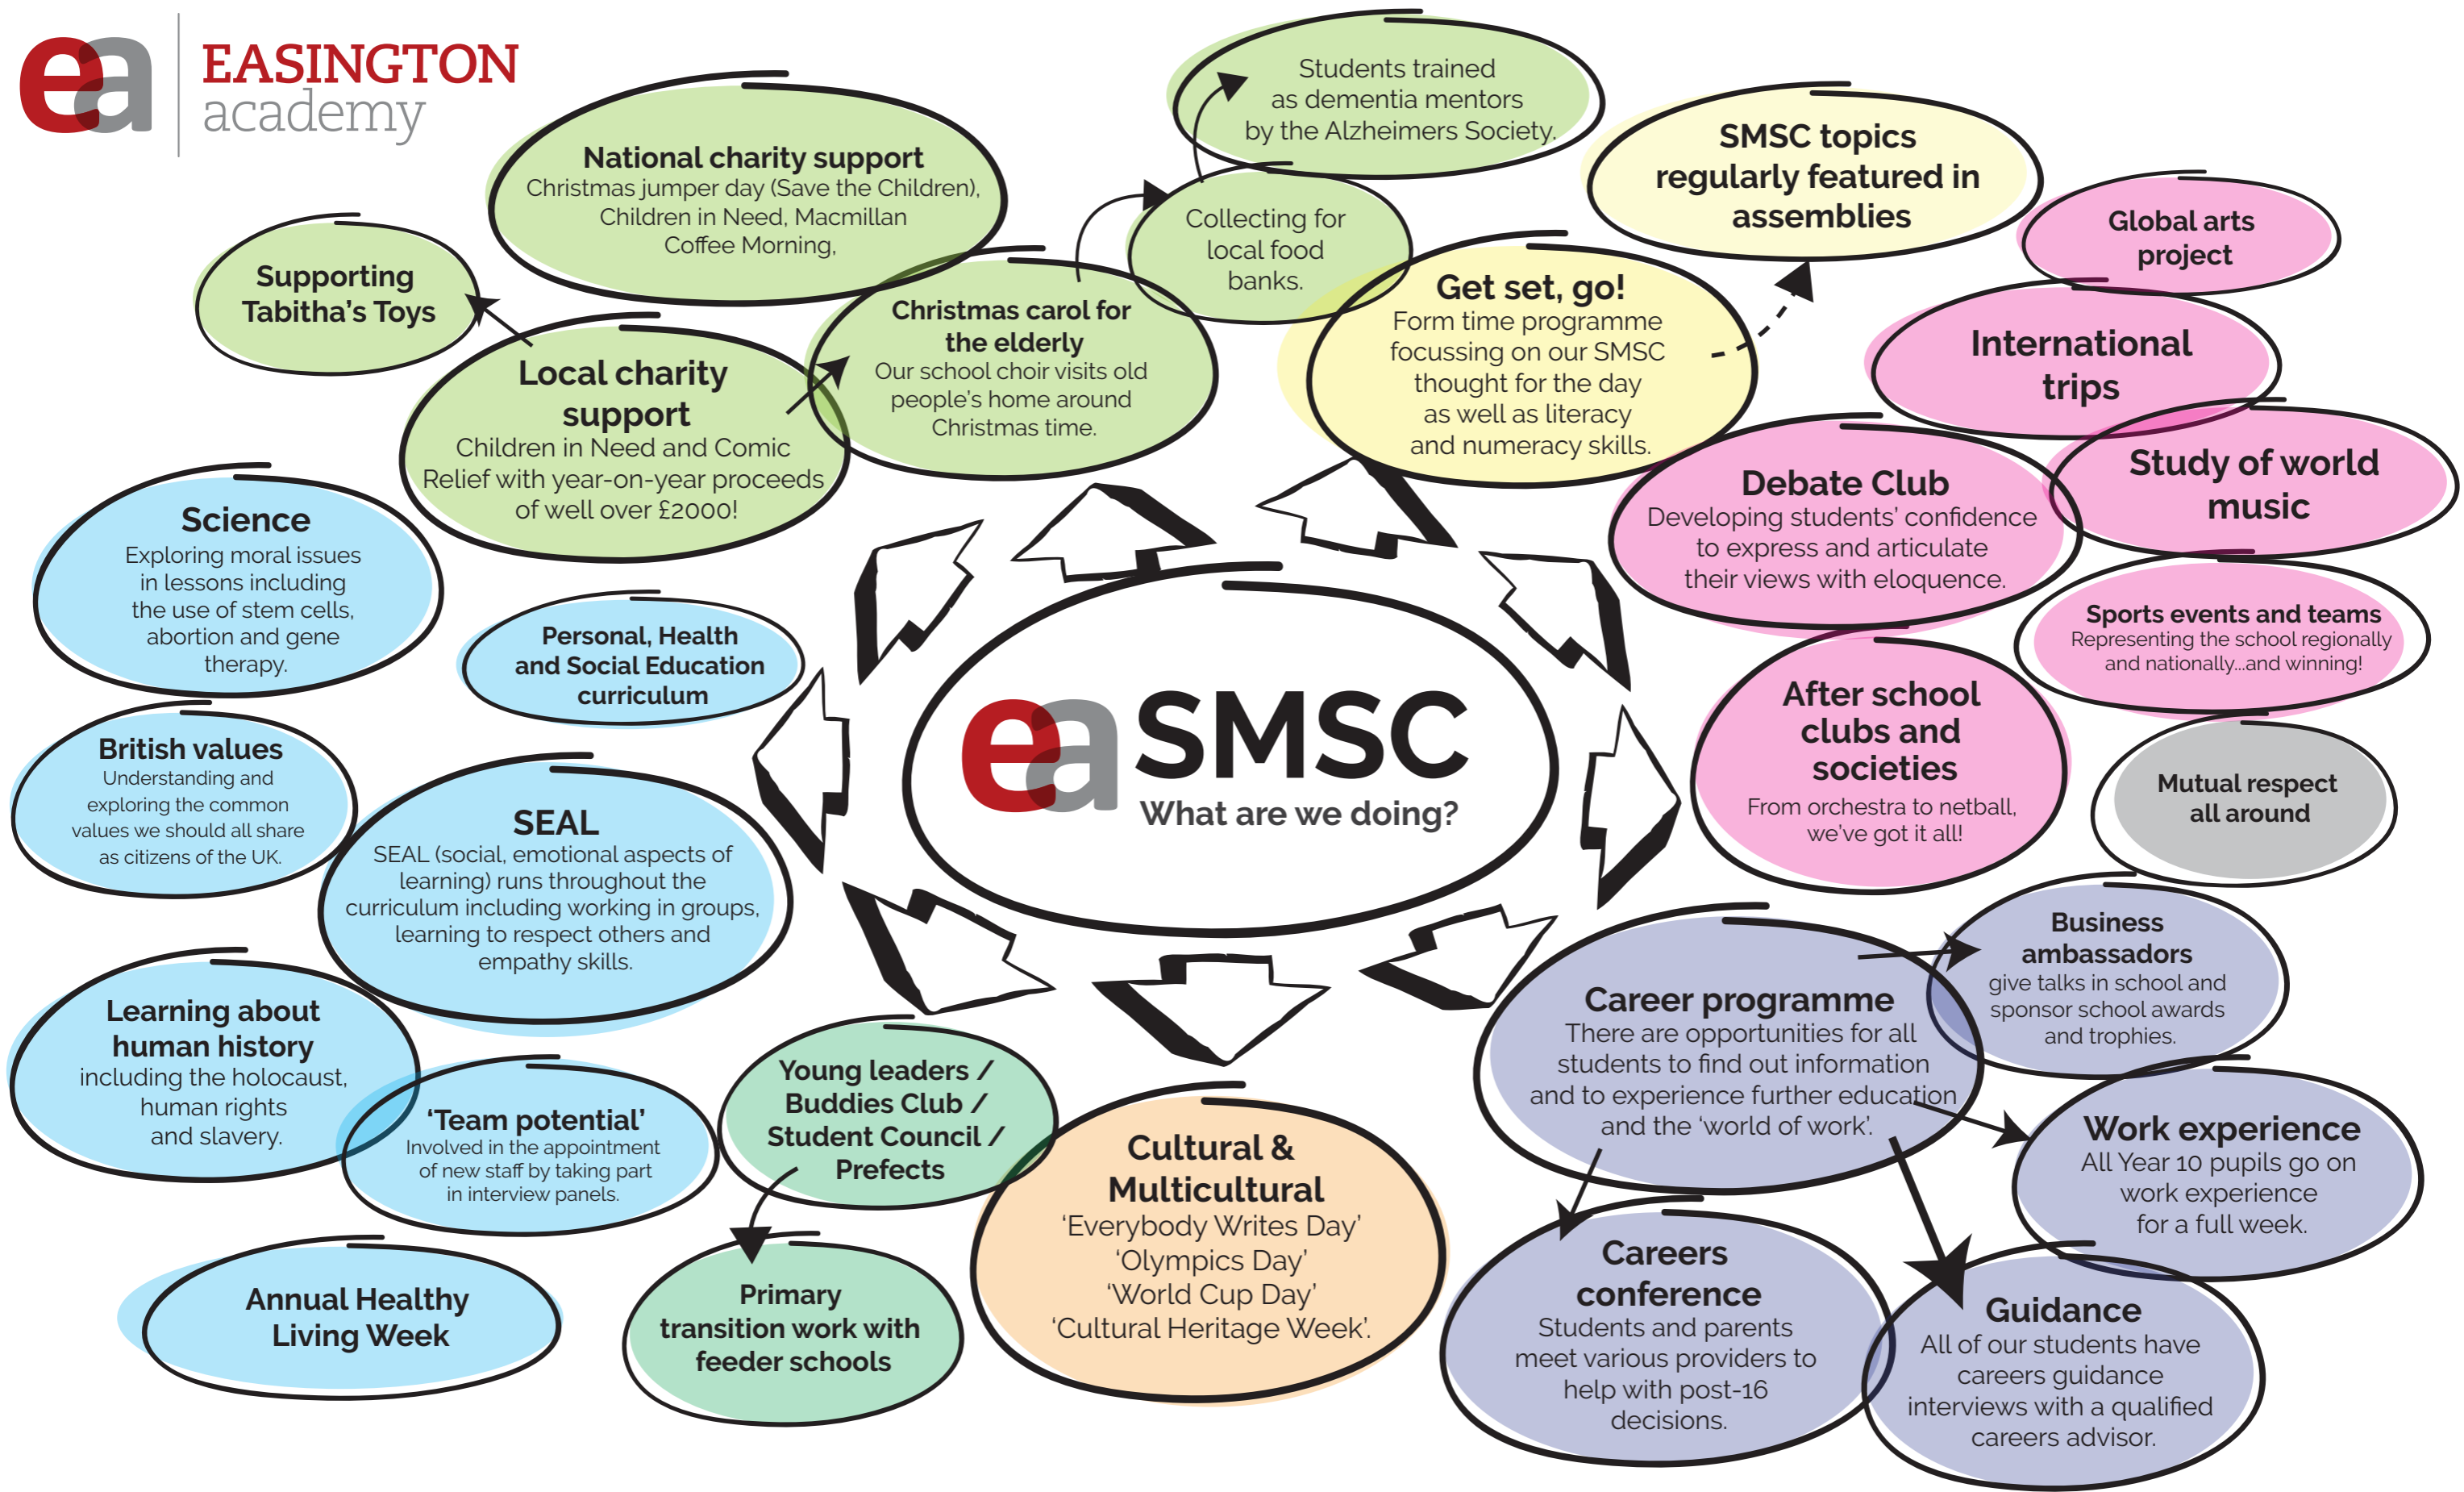 ea
EASINGTON
academy
Students trained
as dementia mentors
by the Alzheimers Society.
National charity support
Christmas jumper day (Save the Children),
Children in Need, Macmillan
Coffee Morning,
SMSC topics
regularly featured in
assemblies
Collecting for
local food
banks.
Global arts
project
Supporting
Tabitha's Toys
Christmas carol for
the elderly
Our school choir visits old
people's home around
Christmas time.
Get set, go!
Form time programme
focussing on our SMSC
thought for the day
as well as literacy
and numeracy skills.
International
trips
Local charity
support
Children in Need and Comic
Relief with year-on-year proceeds
of well over £2000!
Debate Club
Developing students' confidence
to express and articulate
their views with eloquence.
Study of world
music
Science
Exploring moral issues
in lessons including
the use of stem cells,
abortion and gene
therapy.
Personal, Health
and Social Education
curriculum
Sports events and teams
Representing the school regionally
and nationally...and winning!
After school
clubs and
societies
From orchestra to netball,
we've got it all!
ea SMSC
What are we doing?
British values
Understanding and
exploring the common
values we should all share
as citizens of the UK.
Mutual respect
all around
SEAL
SEAL (social, emotional aspects of
learning) runs throughout the
curriculum including working in groups,
learning to respect others and
empathy skills.
Business
ambassadors
give talks in school and
sponsor school awards
and trophies.
Career programme
There are opportunities for all
students to find out information
and to experience further education
and the 'world of work'.
Learning about
human history
including the holocaust,
human rights
and slavery.
'Team potential'
Involved in the appointment
of new staff by taking part
in interview panels.
Young leaders /
Buddies Club /
Student Council /
Prefects
Cultural &
Multicultural
'Everybody Writes Day'
'Olympics Day'
'World Cup Day'
'Cultural Heritage Week'.
Work experience
All Year 10 pupils go on
work experience
for a full week.
Careers
conference
Students and parents
meet various providers to
help with post-16
decisions.
Guidance
All of our students have
careers guidance
interviews with a qualified
careers advisor.
Annual Healthy
Living Week
Primary
transition work with
feeder schools